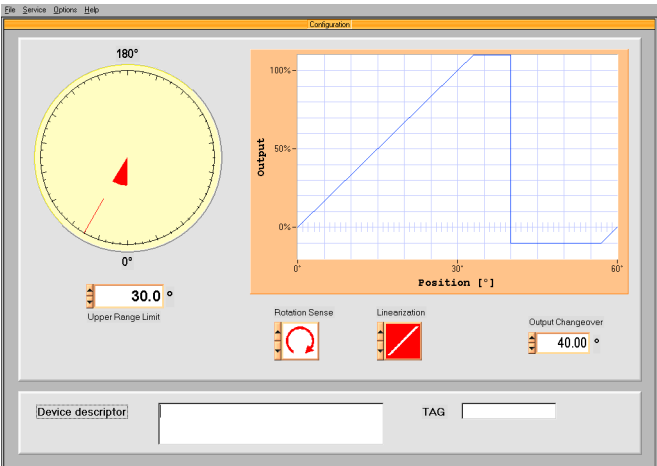 File Service Options Help
Configuration
180°
0°
30.0 °
Upper Range Limit
Output
100%
50%
0%
0° 30° 60°
Position [°]
Rotation Sense
Linearization
Output Changeover
40.00 °
Device descriptor
TAG